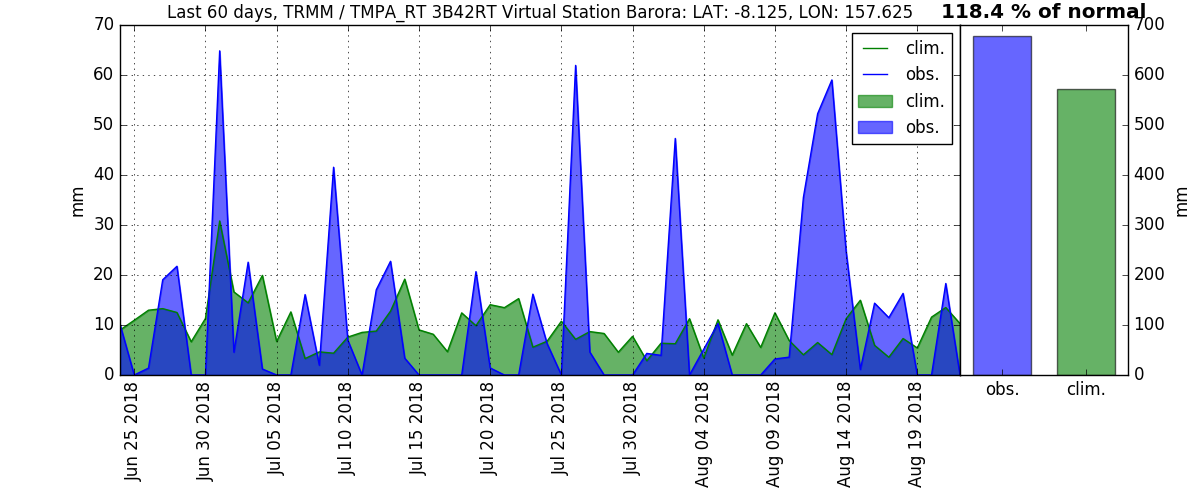 Last 60 days, TRMM / TMPA_RT 3B42RT Virtual Station Barora: LAT: -8.125, LON: 157.625
118.4 % of normal
70
60
50
40
30
20
10
0
mm
clim.
obs.
clim.
obs.
700
600
500
400
300
200
100
0
mm
obs.
clim.
Jun 25 2018
Jun 30 2018
Jul 05 2018
Jul 10 2018
Jul 15 2018
Jul 20 2018
Jul 25 2018
Jul 30 2018
Aug 04 2018
Aug 09 2018
Aug 14 2018
Aug 19 2018